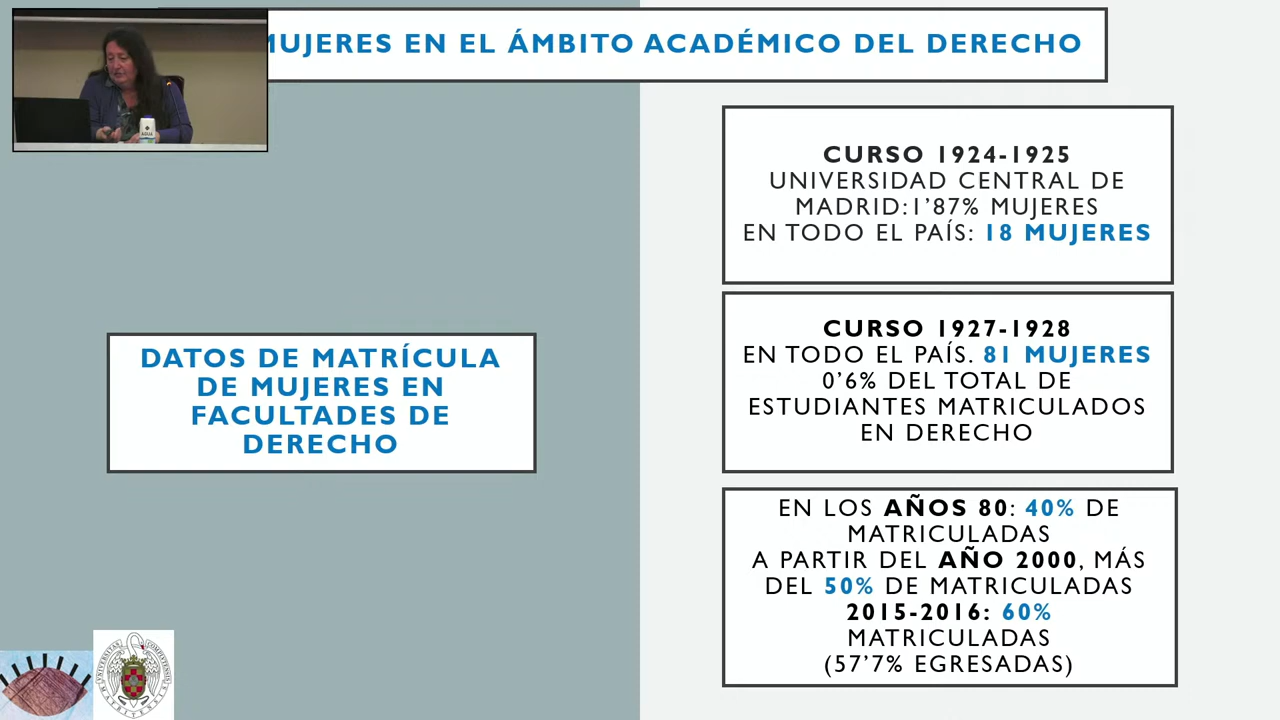 MUJERES EN EL ÁMBITO ACADÉMICO DEL DERECHO
CURSO 1924-1925
UNIVERSIDAD CENTRAL DE
MADRID:1’87% MUJERES
EN TODO EL PAÍS: 18 MUJERES
CURSO 1927-1928
EN TODO EL PAÍS. 81 MUJERES
0’6% DEL TOTAL DE
ESTUDIANTES MATRICULADOS
EN DERECHO
DATOS DE MATRÍCULA
DE MUJERES EN
FACULTADES DE
DERECHO
EN LOS AÑOS 80: 40% DE
MATRICULADAS
A PARTIR DEL AÑO 2000, MÁS
DEL 50% DE MATRICULADAS
2015-2016: 60%
MATRICULADAS
(57’7% EGRESADAS)